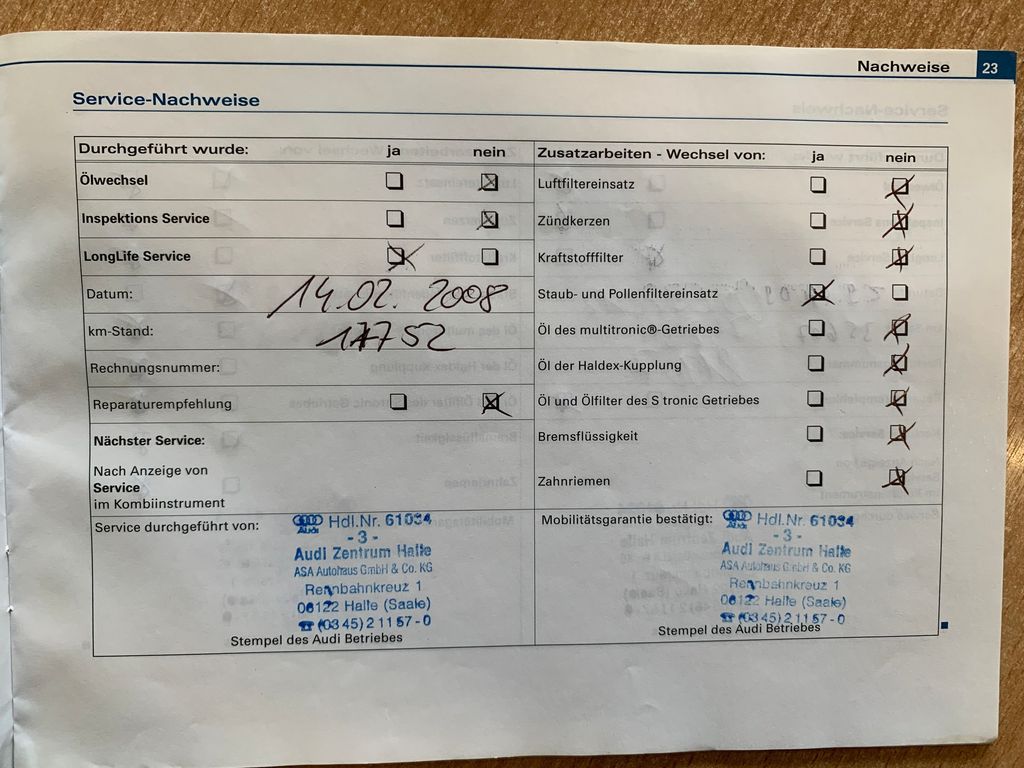 Nachweise 23
Service-Nachweise
Durchgeführt wurde: ja nein
Ölwechsel
Inspektions Service
LongLife Service
Datum: 14.02. 2008
km-Stand: 17752
Rechnungsnummer:
Reparaturempfehlung
Nächster Service:
Nach Anzeige von
Service
im Kombiinstrument
Service durchgeführt von:
Audi Hdl.Nr. 61034
- 3 -
Audi Zentrum Halle
ASA Autohaus GmbH & Co. KG
Rennbahnkreuz 1
06122 Halle (Saale)
☎ (0345) 2 11 57-0
Stempel des Audi Betriebes
Zusatzarbeiten - Wechsel von: ja nein
Luftfiltereinsatz
Zündkerzen
Kraftstofffilter
Staub- und Pollenfiltereinsatz
Öl des multitronic®-Getriebes
Öl der Haldex-Kupplung
Öl und Ölfilter des S tronic Getriebes
Bremsflüssigkeit
Zahnriemen
Mobilitätsgarantie bestätigt:
Audi Hdl.Nr. 61034
- 3 -
Audi Zentrum Halle
ASA Autohaus GmbH & Co. KG
Rennbahnkreuz 1
06122 Halle (Saale)
☎ (0345) 2 11 57-0
Stempel des Audi Betriebes